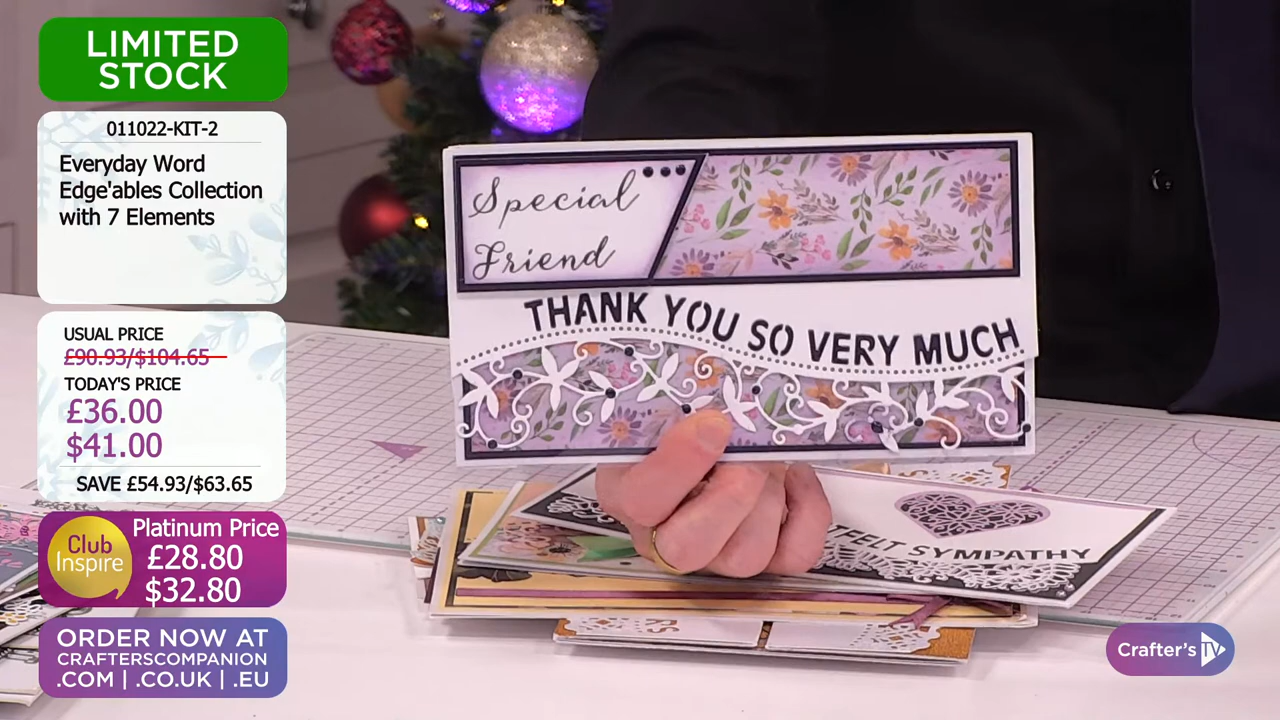 LIMITED
STOCK
011022-KIT-2
Everyday Word
Edge'ables Collection
with 7 Elements
USUAL PRICE
£90.93/$104.65
TODAY'S PRICE
£36.00
$41.00
SAVE £54.93/$63.65
Club
Inspire
Platinum Price
£28.80
$32.80
ORDER NOW AT
CRAFTERSCOMPANION
.COM | .CO.UK | .EU
Special
Friend
THANK YOU SO VERY MUCH
TFELT SYMPATHY
Crafter's TV